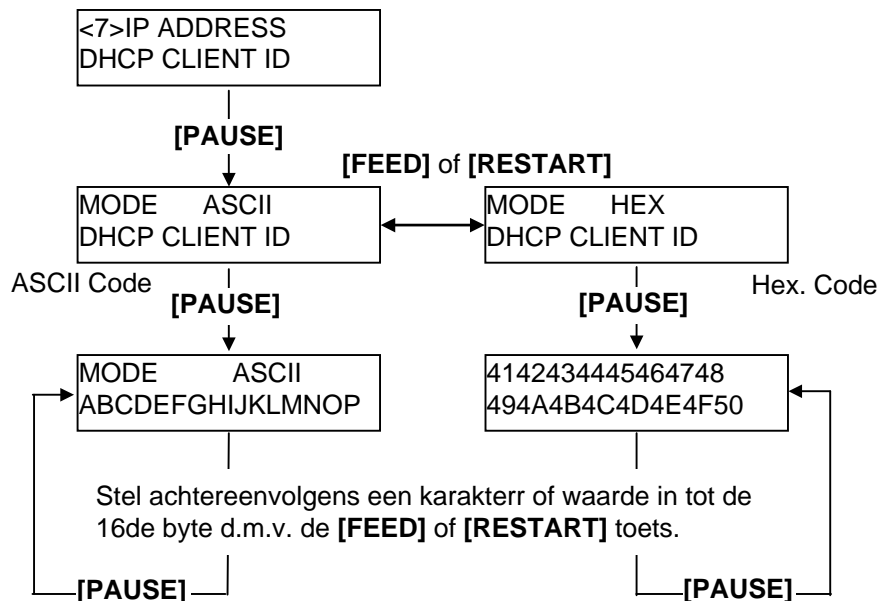 <7>IP ADDRESS
DHCP CLIENT ID
[PAUSE]
[FEED] of [RESTART]
MODE ASCII
DHCP CLIENT ID
MODE HEX
DHCP CLIENT ID
ASCII Code
[PAUSE]
[PAUSE]
Hex. Code
MODE ASCII
ABCDEFGHIJKLMNOP
4142434445464748
494A4B4C4D4E4F50
Stel achtereenvolgens een karakterr of waarde in tot de
16de byte d.m.v. de [FEED] of [RESTART] toets.
[PAUSE]
[PAUSE]